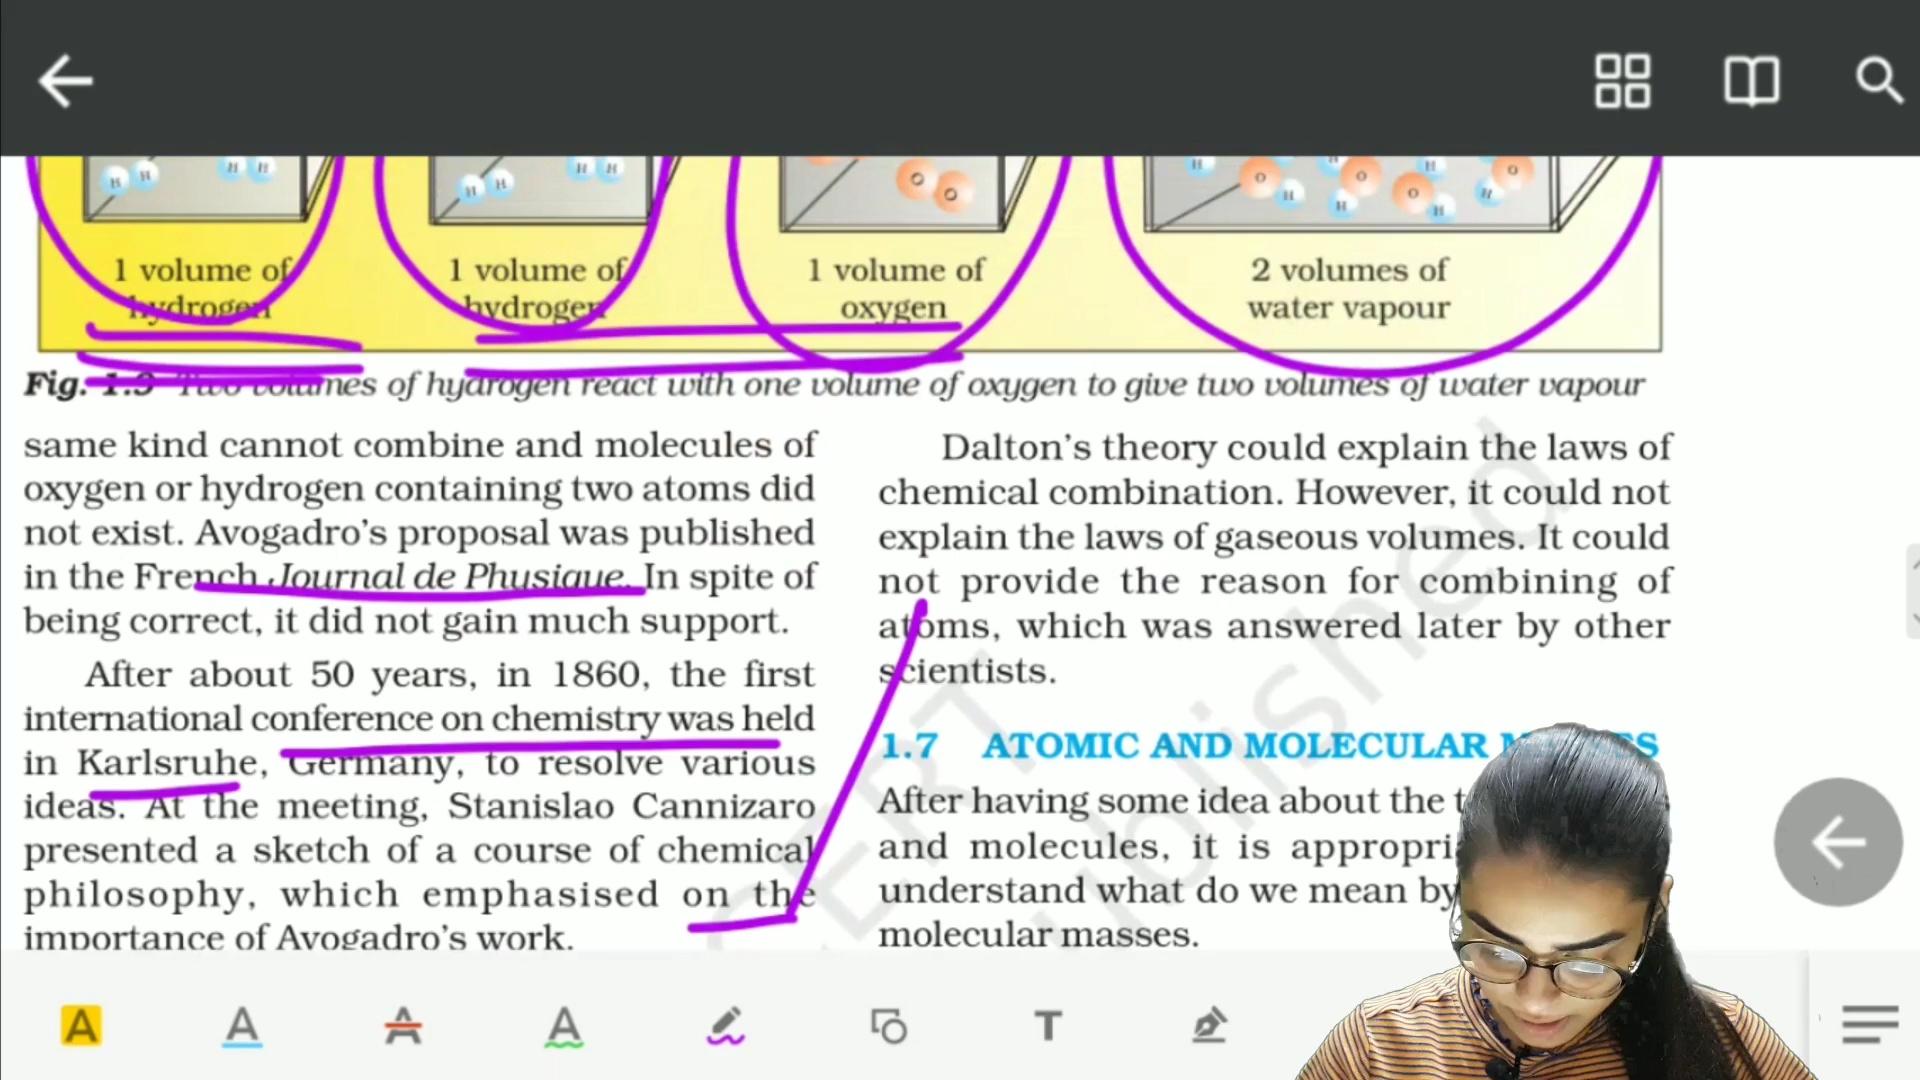 1 volume of
hydrogen
1 volume of
hydrogen
1 volume of
oxygen
2 volumes of
water vapour
Fig. 1.9 Two volumes of hydrogen react with one volume of oxygen to give two volumes of water vapour
same kind cannot combine and molecules of
oxygen or hydrogen containing two atoms did
not exist. Avogadro's proposal was published
in the French Journal de Physique. In spite of
being correct, it did not gain much support.
After about 50 years, in 1860, the first
international conference on chemistry was held
in Karlsruhe, Germany, to resolve various
ideas. At the meeting, Stanislao Cannizaro
presented a sketch of a course of chemical
philosophy, which emphasised on the
importance of Avogadro's work.
Dalton's theory could explain the laws of
chemical combination. However, it could not
explain the laws of gaseous volumes. It could
not provide the reason for combining of
atoms, which was answered later by other
scientists.
1.7 ATOMIC AND MOLECULAR
After having some idea about the
and molecules, it is
understand what do we mean by
molecular masses.